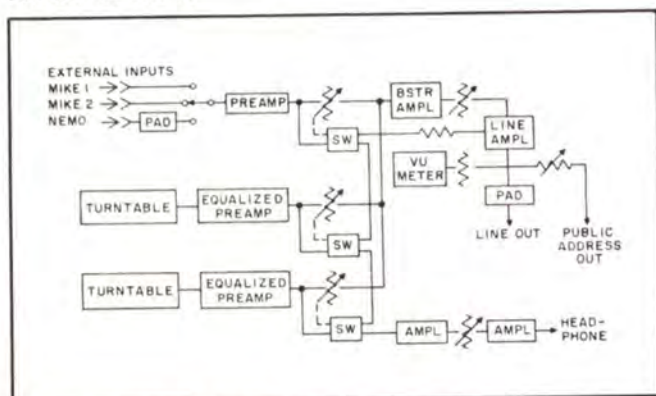 EXTERNAL INPUTS
MIKE 1
MIKE 2
NEMO
PAD
PREAMP
SW
BSTR
AMPL
LINE
AMPL
VU
METER
PAD
LINE OUT
PUBLIC
ADDRESS
OUT
TURNTABLE
EQUALIZED
PREAMP
SW
TURNTABLE
EQUALIZED
PREAMP
SW
AMPL
AMPL
HEAD-
PHONE